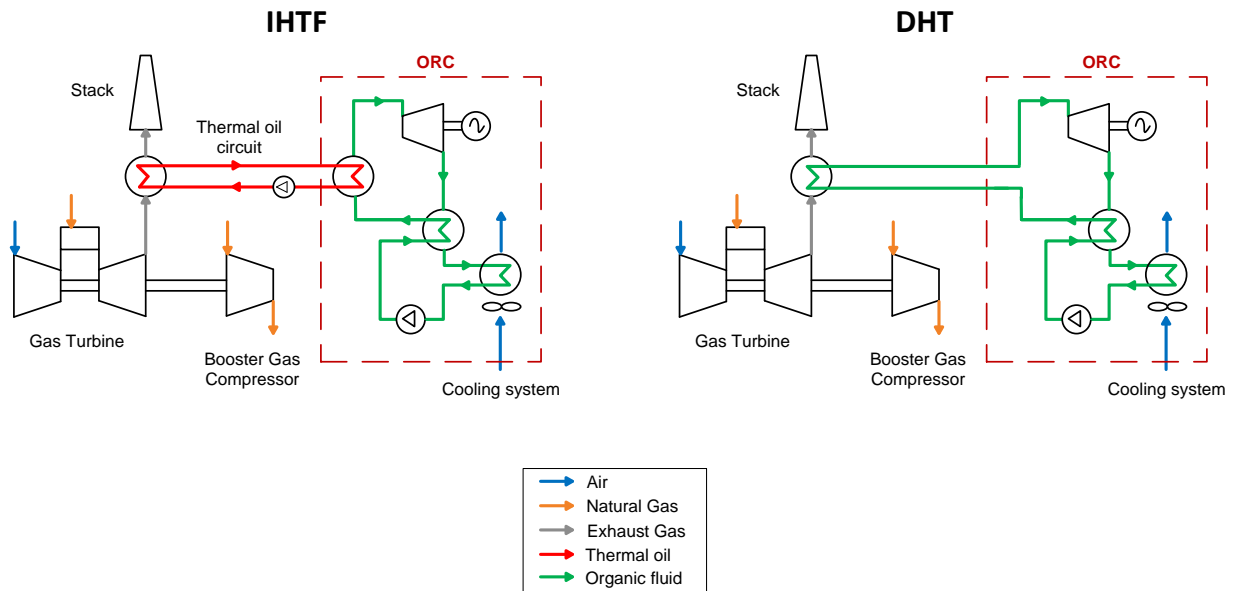 IHTF
ORC
Stack
Thermal oil
circuit
Gas Turbine
Booster Gas
Compressor
Cooling system
DHT
ORC
Stack
Gas Turbine
Booster Gas
Compressor
Cooling system
Air
Natural Gas
Exhaust Gas
Thermal oil
Organic fluid